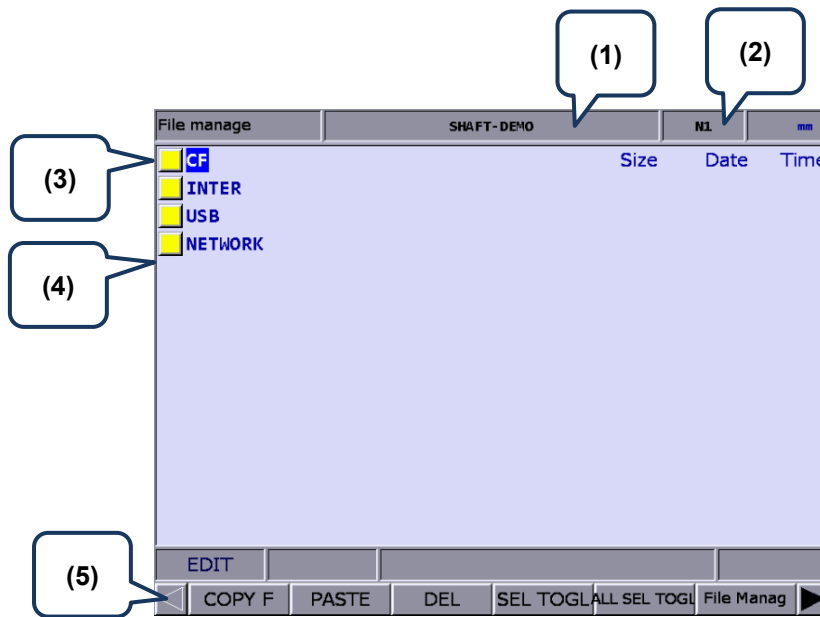 (1) (2)
File manage SHAFT-DEMO N1 mm
(3) CF Size Date Time
INTER
USB
NETWORK
(4)
EDIT
(5) COPY F PASTE DEL SEL TOGL ALL SEL TOGL File Manag